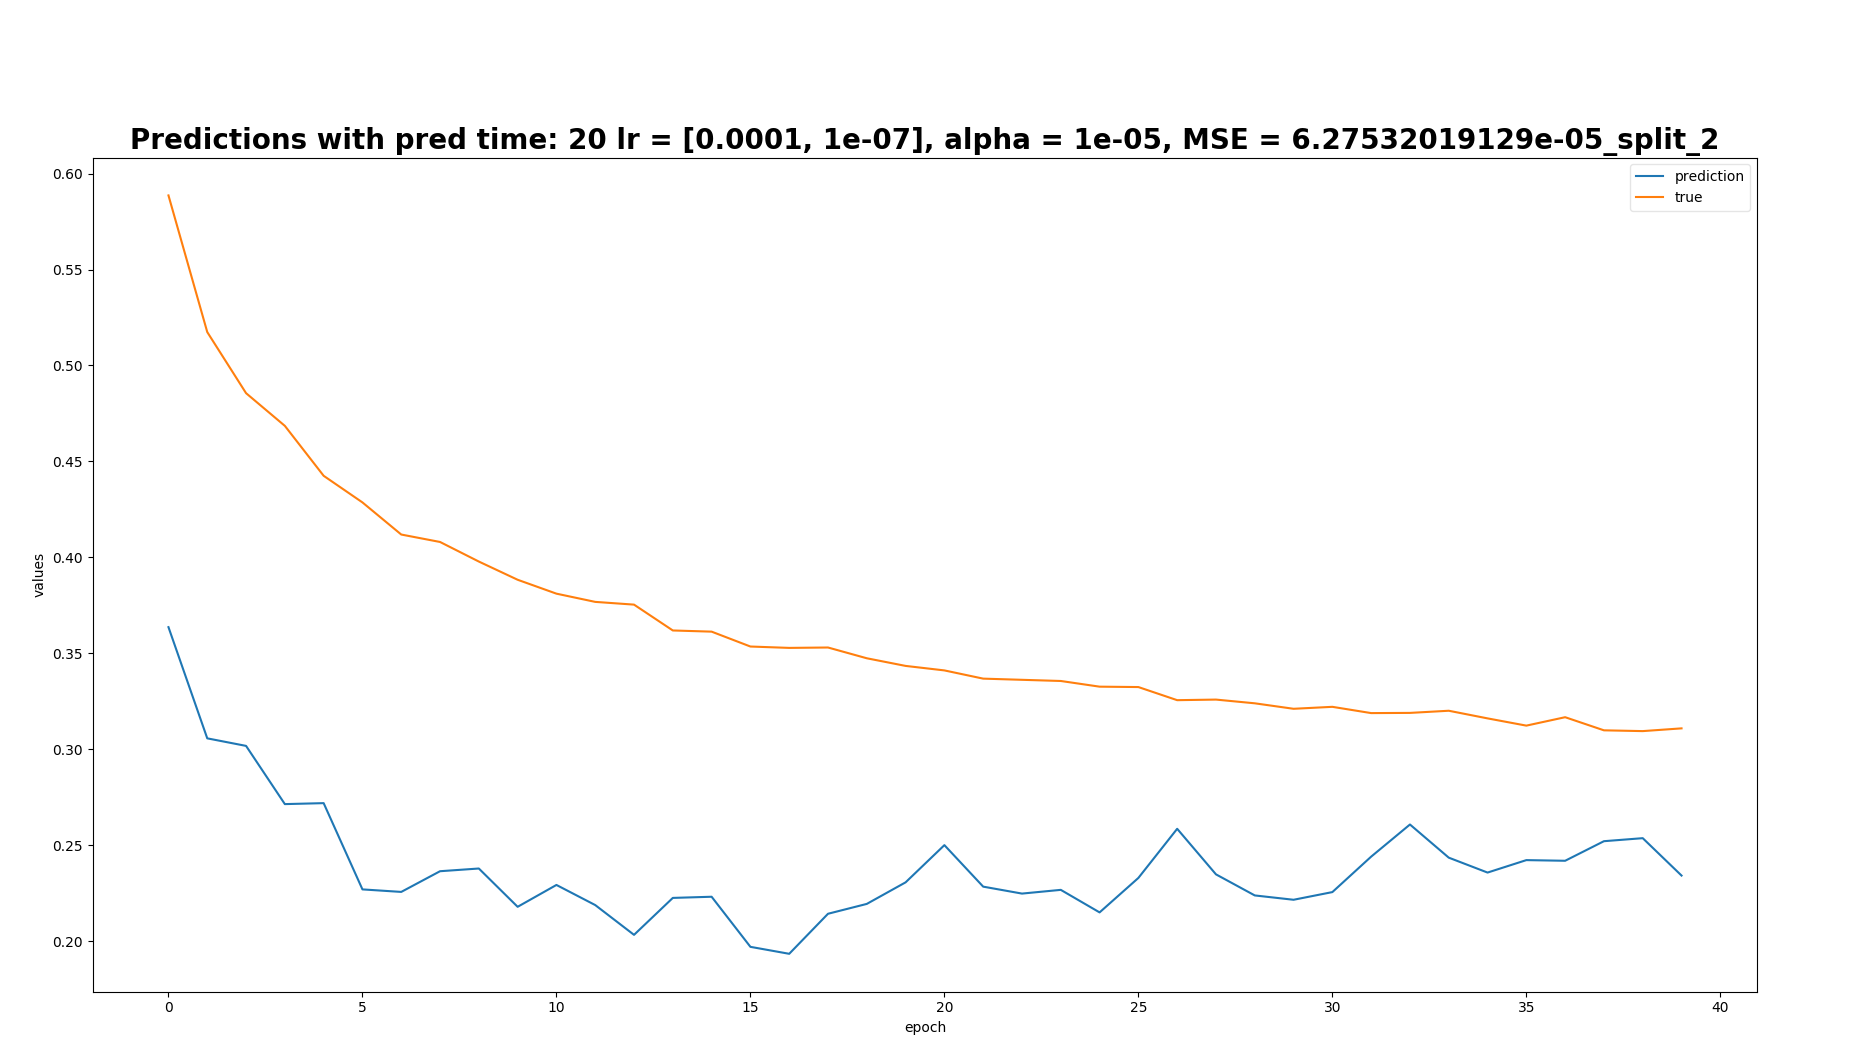 Predictions with pred time: 20 lr = [0.0001, 1e-07], alpha = 1e-05, MSE = 6.27532019129e-05_split_2
prediction
true
0.60
0.55
0.50
0.45
0.40
0.35
0.30
0.25
0.20
values
0 5 10 15 20 25 30 35 40
epoch